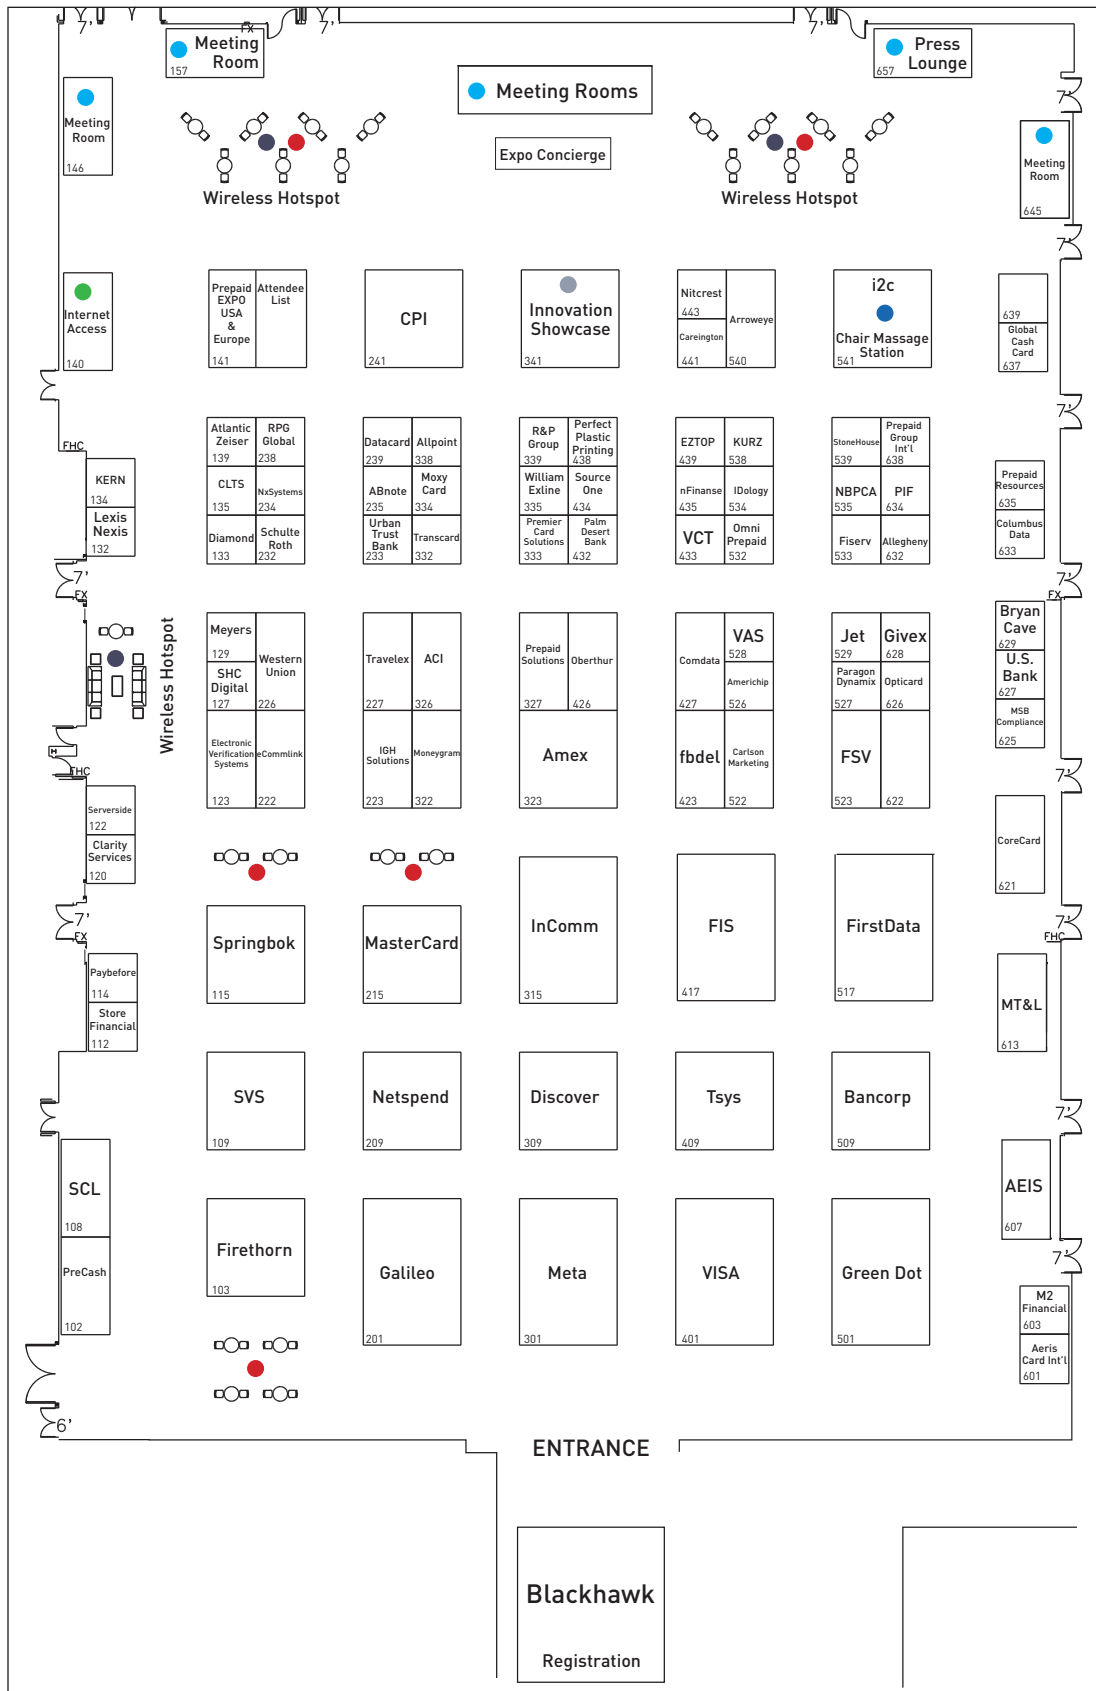 7'
7'
7'
FX
Meeting
Room
157
Press
Lounge
657
Meeting Rooms
Meeting
Room
146
7'
Expo Concierge
Meeting
Room
645
Wireless Hotspot
Wireless Hotspot
7'
Internet
Access
140
Prepaid
EXPO
USA
&
Europe
141
Attendee
List
CPI
241
Innovation
Showcase
341
Nitcrest
443
Careington
441
Arroweye
540
i2c
Chair Massage
Station
541
639
Global
Cash
Card
637
7'
FHC
Atlantic
Zeiser
139
RPG
Global
238
Datacard
239
Allpoint
338
R&P
Group
339
Perfect
Plastic
Printing
438
EZTOP
439
KURZ
538
StoneHouse
539
Prepaid
Group
Int'l
638
KERN
134
CLTS
135
NxSystems
234
ABnote
235
Moxy
Card
334
William
Exline
335
Source
One
434
nFinanse
435
IDology
534
NBPCA
535
PIF
634
Prepaid
Resources
635
Lexis
Nexis
132
Diamond
133
Schulte
Roth
232
Urban
Trust
Bank
233
Transcard
332
Premier
Card
Solutions
333
Palm
Desert
Bank
432
VCT
433
Omni
Prepaid
532
Fiserv
533
Allegheny
632
Columbus
Data
633
7'
FX
7'
FX
Wireless Hotspot
Meyers
129
SHC
Digital
127
Western
Union
226
Travelex
227
ACI
326
Prepaid
Solutions
327
Oberthur
426
Comdata
427
VAS
528
Americhip
526
Jet
529
Givex
628
Paragon
Dynamix
527
Opticard
626
Bryan
Cave
629
U.S.
Bank
627
MSB
Compliance
625
H
FHC
Electronic
Verification
Systems
123
eCommlink
222
IGH
Solutions
223
Moneygram
322
Amex
323
fbdel
423
Carlson
Marketing
522
FSV
523
622
7'
Serverside
122
Clarity
Services
120
CoreCard
621
7'
FX
7'
FHC
Springbok
115
MasterCard
215
InComm
315
FIS
417
FirstData
517
Paybefore
114
Store
Financial
112
MT&L
613
SVS
109
Netspend
209
Discover
309
Tsys
409
Bancorp
509
7'
SCL
108
PreCash
102
AEIS
607
Firethorn
103
Galileo
201
Meta
301
VISA
401
Green Dot
501
7'
M2
Financial
603
Aeris
Card Int'l
601
6'
ENTRANCE
Blackhawk
Registration